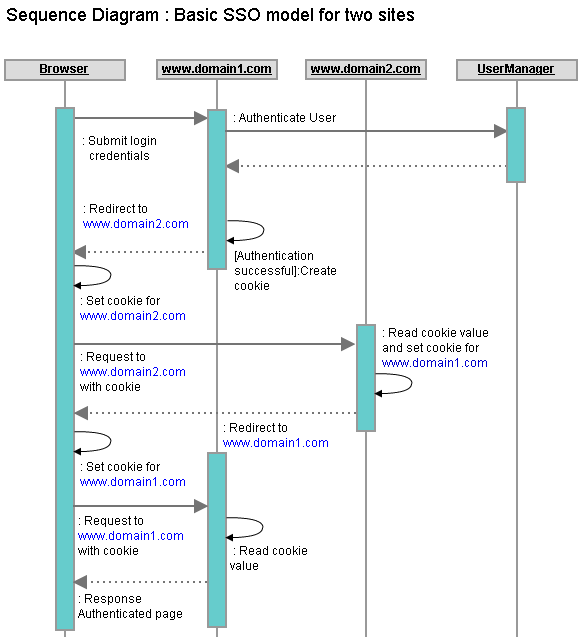 Sequence Diagram : Basic SSO model for two sites
Browser
www.domain1.com
www.domain2.com
UserManager
: Submit login
credentials
: Authenticate User
: Redirect to
www.domain2.com
[Authentication
successful]:Create
cookie
: Set cookie for
www.domain2.com
: Request to
www.domain2.com
with cookie
: Read cookie value
and set cookie for
www.domain1.com
: Redirect to
www.domain1.com
: Set cookie for
www.domain1.com
: Request to
www.domain1.com
with cookie
: Read cookie
value
: Response
Authenticated page